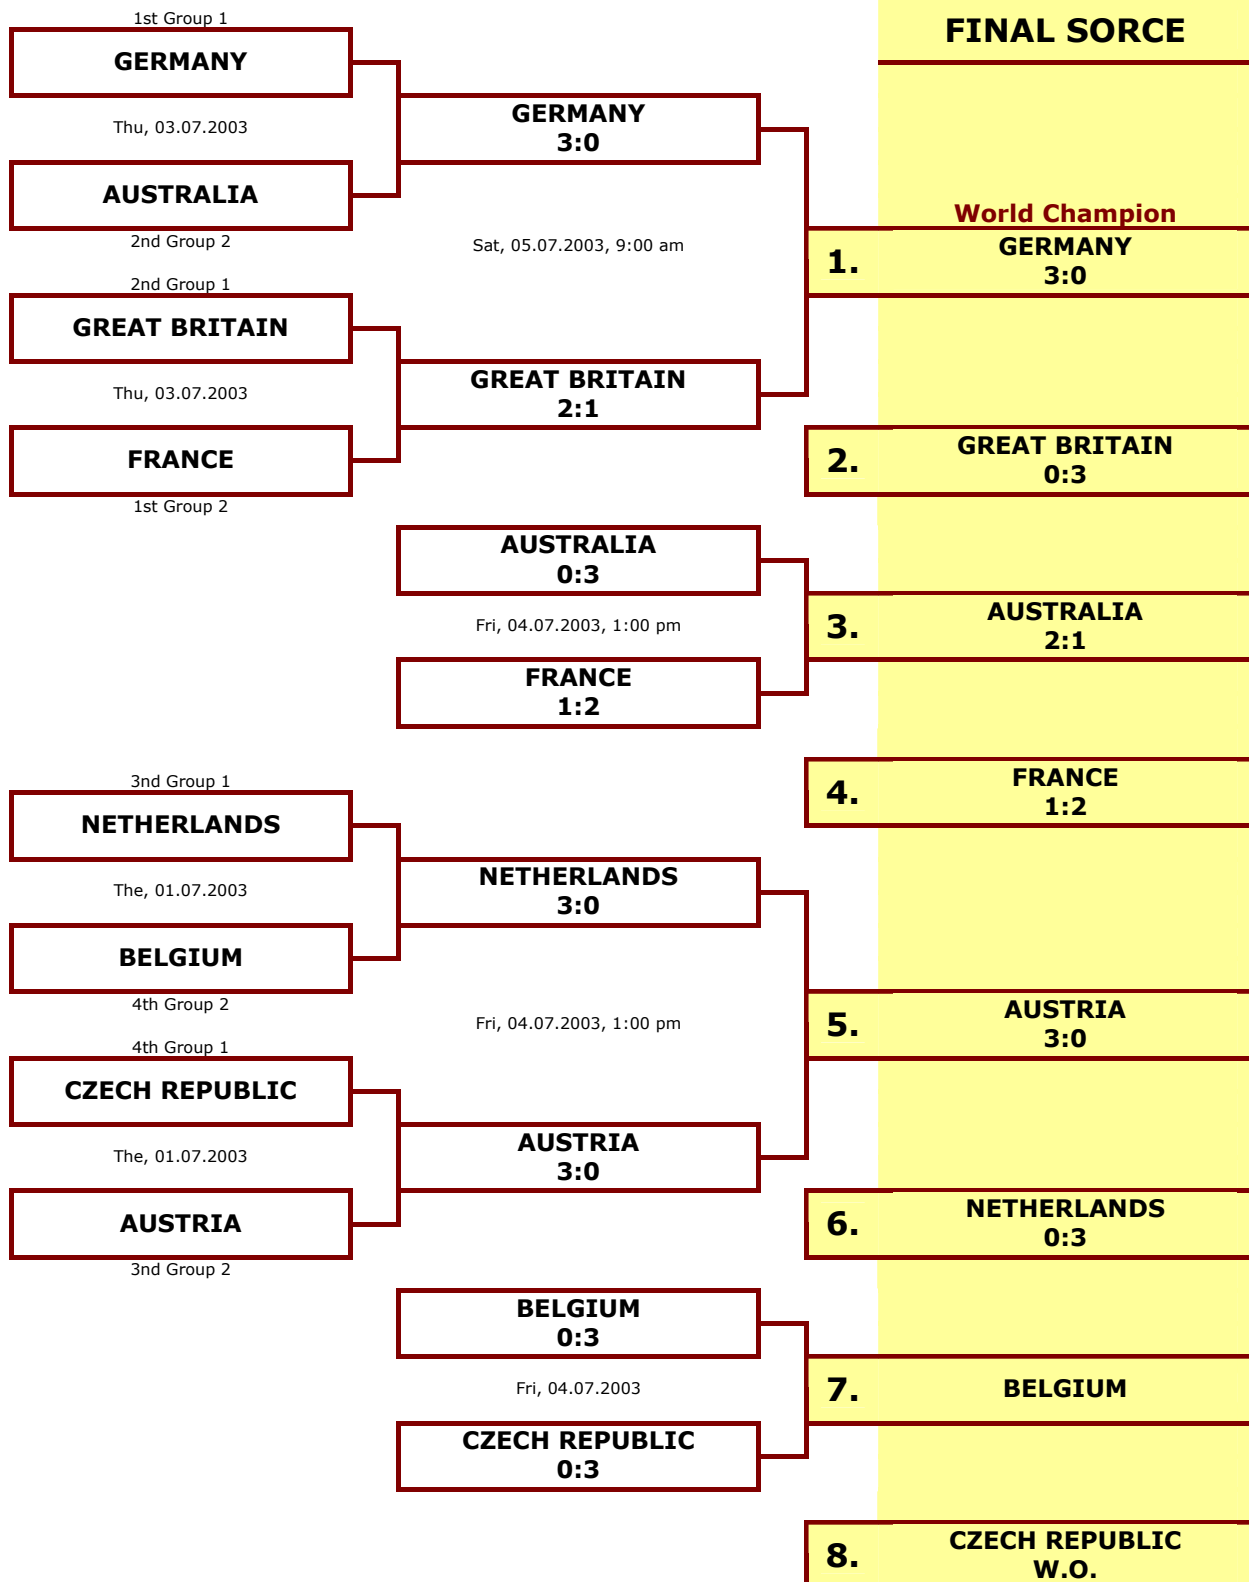 FINAL SORCE
1st Group 1
GERMANY
Thu, 03.07.2003
AUSTRALIA
2nd Group 2
GERMANY
3:0
Sat, 05.07.2003, 9:00 am
2nd Group 1
GREAT BRITAIN
Thu, 03.07.2003
FRANCE
1st Group 2
GREAT BRITAIN
2:1
World Champion
1. GERMANY
3:0
2. GREAT BRITAIN
0:3
AUSTRALIA
0:3
Fri, 04.07.2003, 1:00 pm
FRANCE
1:2
3. AUSTRALIA
2:1
4. FRANCE
1:2
3nd Group 1
NETHERLANDS
The, 01.07.2003
BELGIUM
4th Group 2
NETHERLANDS
3:0
Fri, 04.07.2003, 1:00 pm
4th Group 1
CZECH REPUBLIC
The, 01.07.2003
AUSTRIA
3nd Group 2
AUSTRIA
3:0
5. AUSTRIA
3:0
6. NETHERLANDS
0:3
BELGIUM
0:3
Fri, 04.07.2003
CZECH REPUBLIC
0:3
7. BELGIUM
8. CZECH REPUBLIC
W.O.